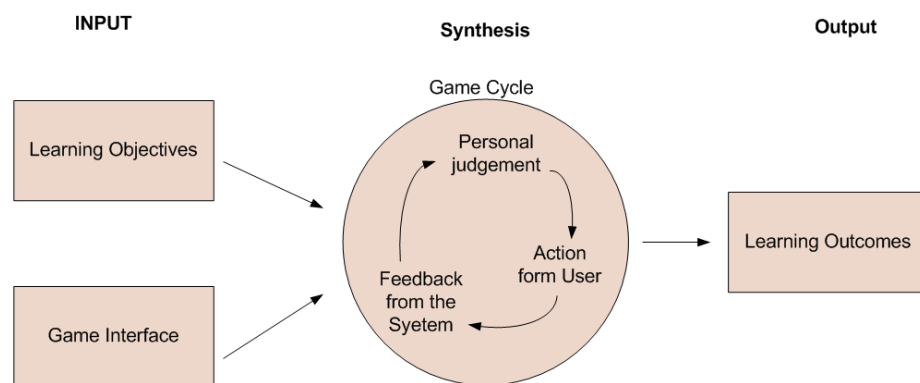 INPUT
Synthesis
Output
Game Cycle
Learning Objectives
Personal
judgement
Learning Outcomes
Action
form User
Feedback
from the
Syetem
Game Interface